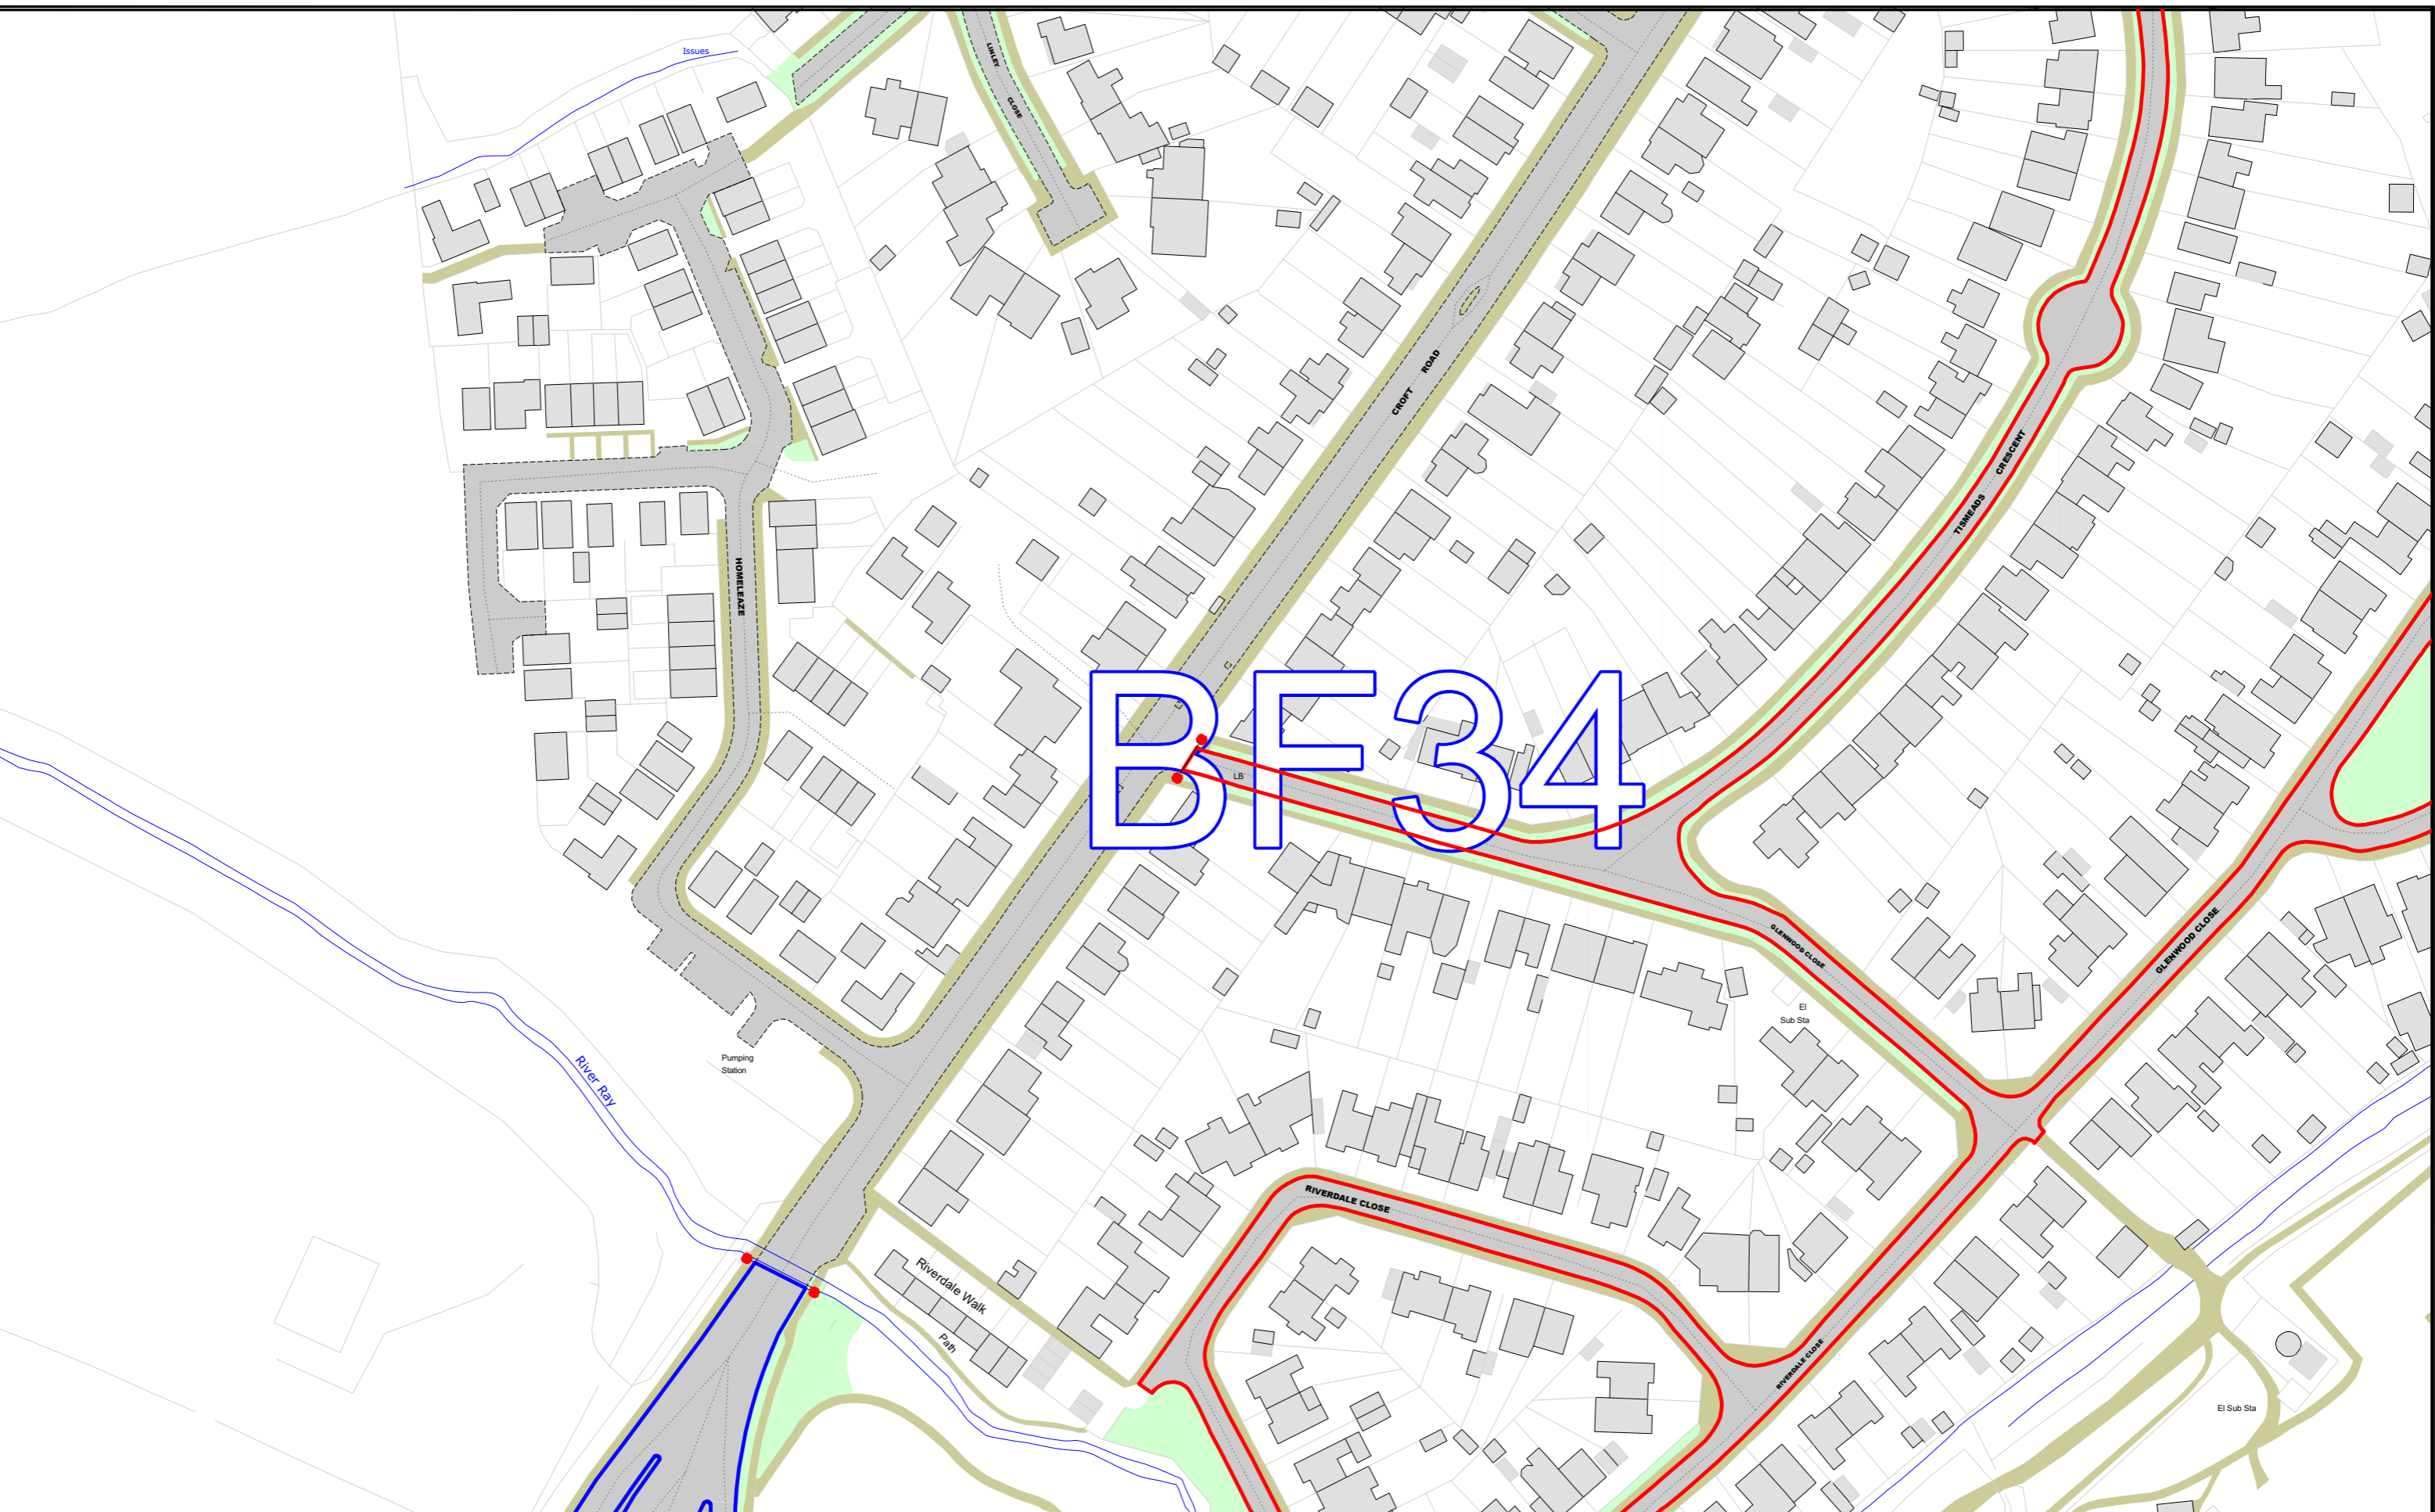 Issues
LINLEY
CLOSE
CROFT ROAD
TISMEADS CRESCENT
HOMELEAZE
BF34
LB
GLENWOOD CLOSE
GLENWOOD CLOSE
El
Sub Sta
Pumping
Station
River Ray
RIVERDALE CLOSE
Riverdale Walk
Path
RIVERDALE CLOSE
El Sub Sta